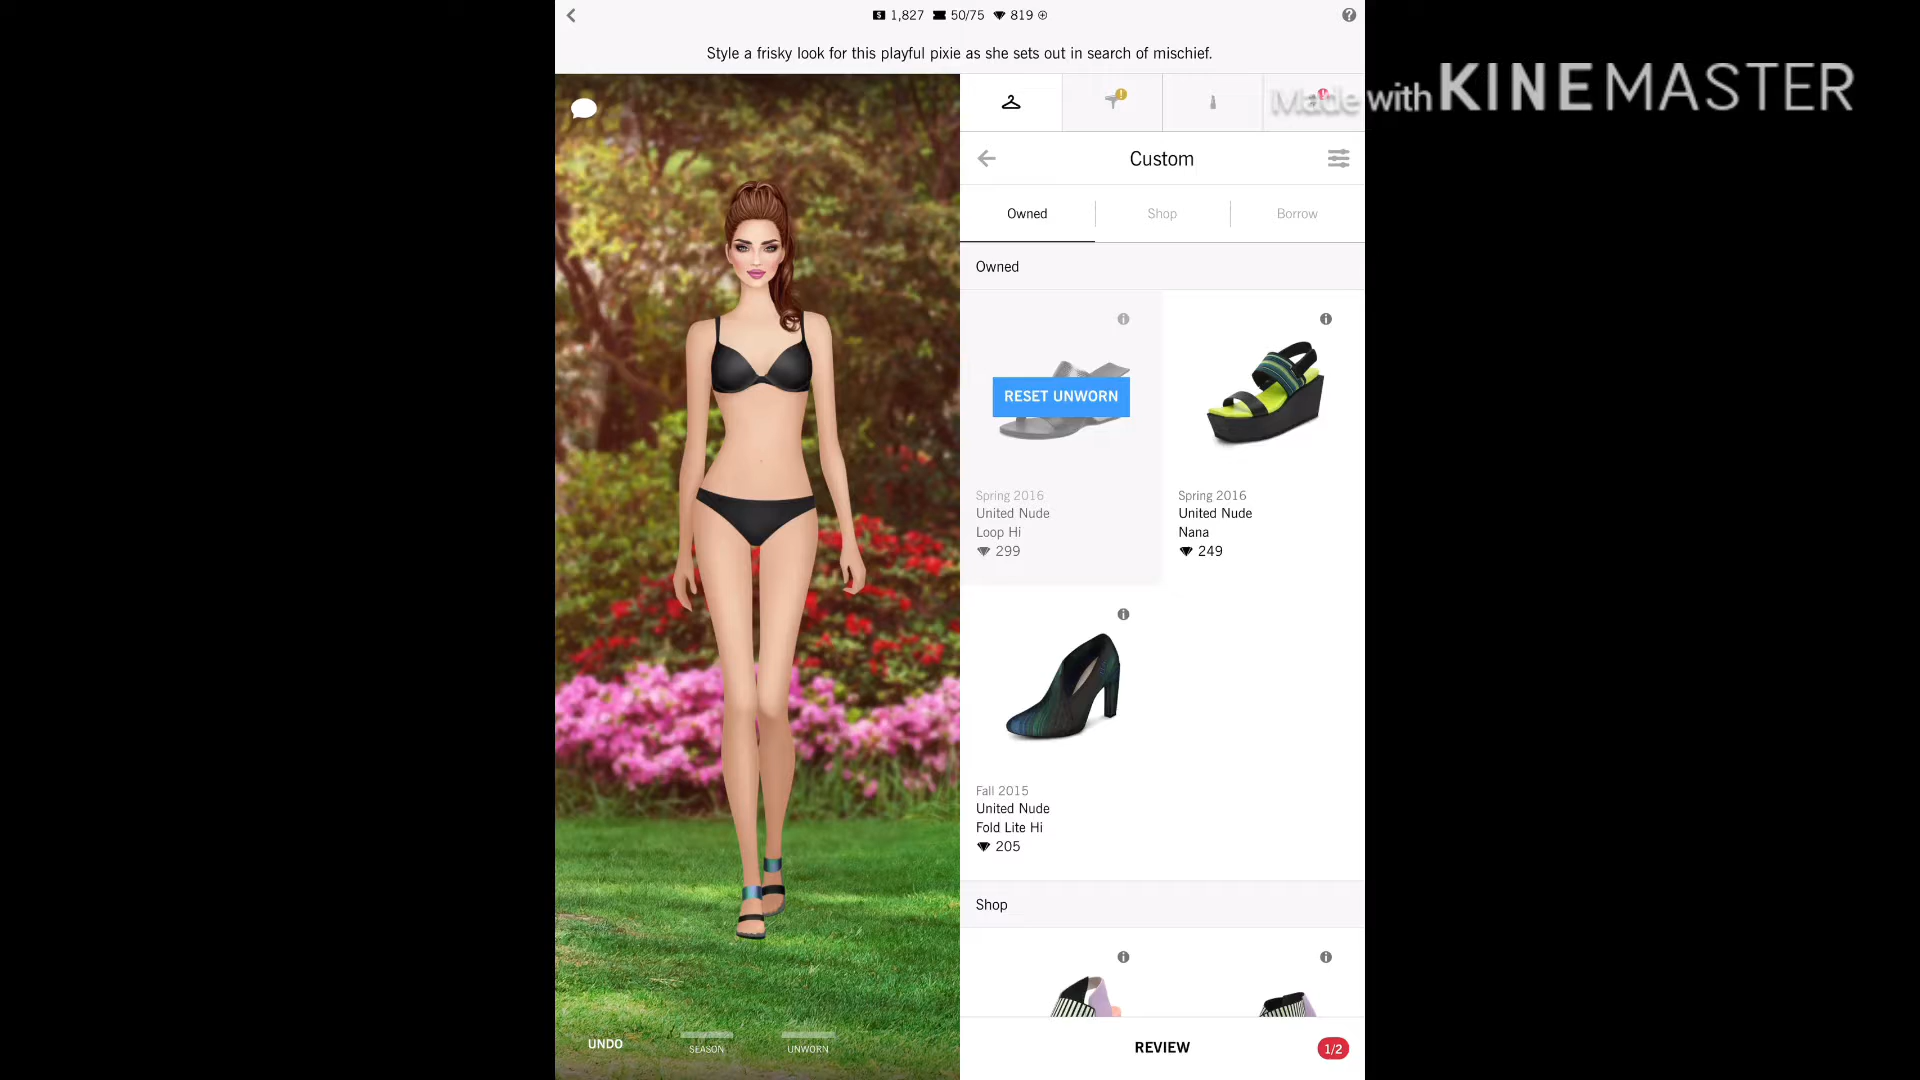 1,827 50/75 819
Style a frisky look for this playful pixie as she sets out in search of mischief.
Made with KINEMASTER
Custom
Owned Shop Borrow
Owned
RESET UNWORN
Spring 2016
United Nude
Loop Hi
299
Spring 2016
United Nude
Nana
249
Fall 2015
United Nude
Fold Lite Hi
205
Shop
UNDO
SEASON
UNWORN
REVIEW
1/2